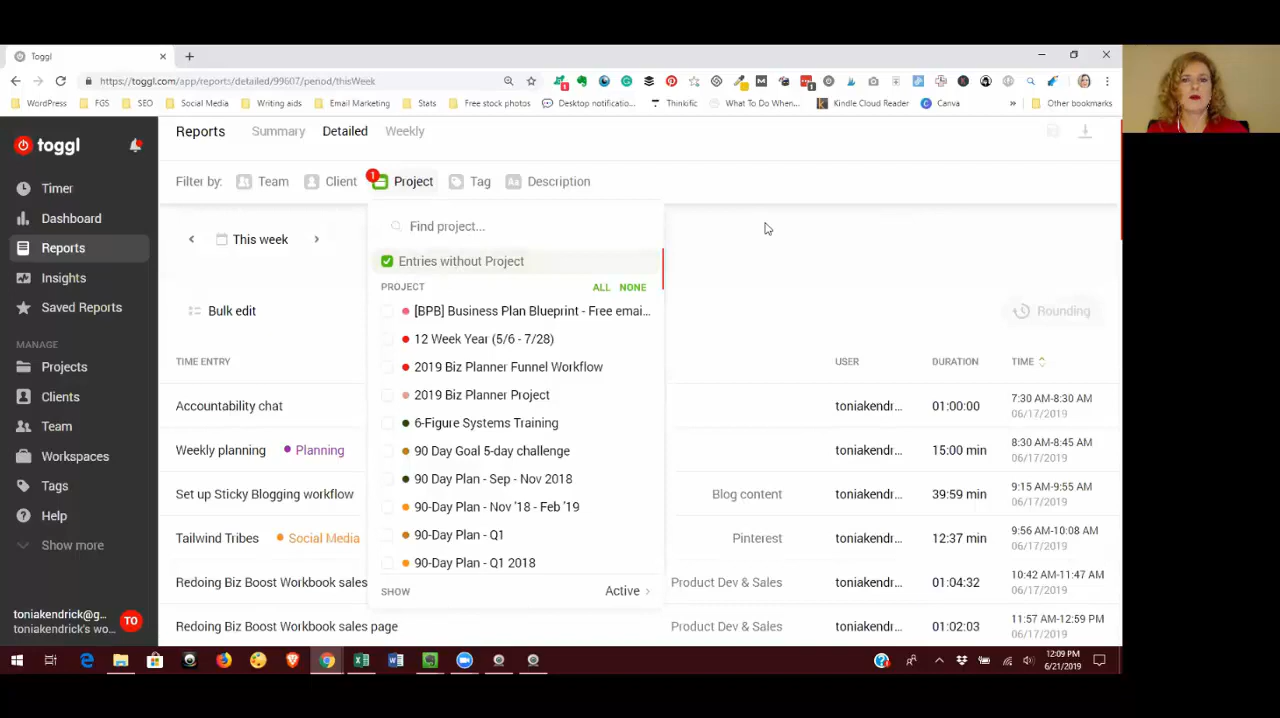 Toggl
https://toggl.com/app/reports/detailed/99607/period/thisWeek
WordPress FGS SEO Social Media Writing aids Email Marketing Stats Free stock photos Desktop notificatio... Thinkific What To Do When... Kindle Cloud Reader Canva » Other bookmarks
toggl
Timer
Dashboard
Reports
Insights
Saved Reports
MANAGE
Projects
Clients
Team
Workspaces
Tags
Help
Show more
toniakendrick@g...
toniakendrick's wo...
TO
Reports Summary Detailed Weekly
Filter by: Team Client 1 Project Tag Aa Description
This week
Find project...
Entries without Project
PROJECT ALL NONE
[BPB] Business Plan Blueprint - Free emai...
12 Week Year (5/6 - 7/28)
2019 Biz Planner Funnel Workflow
2019 Biz Planner Project
6-Figure Systems Training
90 Day Goal 5-day challenge
90 Day Plan - Sep - Nov 2018
90-Day Plan - Nov '18 - Feb '19
90-Day Plan - Q1
90-Day Plan - Q1 2018
SHOW Active
Bulk edit Rounding
TIME ENTRY USER DURATION TIME
Accountability chat toniakendr... 01:00:00 7:30 AM-8:30 AM
06/17/2019
Weekly planning Planning toniakendr... 15:00 min 8:30 AM-8:45 AM
06/17/2019
Set up Sticky Blogging workflow Blog content toniakendr... 39:59 min 9:15 AM-9:55 AM
06/17/2019
Tailwind Tribes Social Media Pinterest toniakendr... 12:37 min 9:56 AM-10:08 AM
06/17/2019
Redoing Biz Boost Workbook sales Product Dev & Sales toniakendr... 01:04:32 10:42 AM-11:47 AM
06/17/2019
Redoing Biz Boost Workbook sales page Product Dev & Sales toniakendr... 01:02:03 11:57 AM-12:59 PM
06/17/2019
12:09 PM
6/21/2019